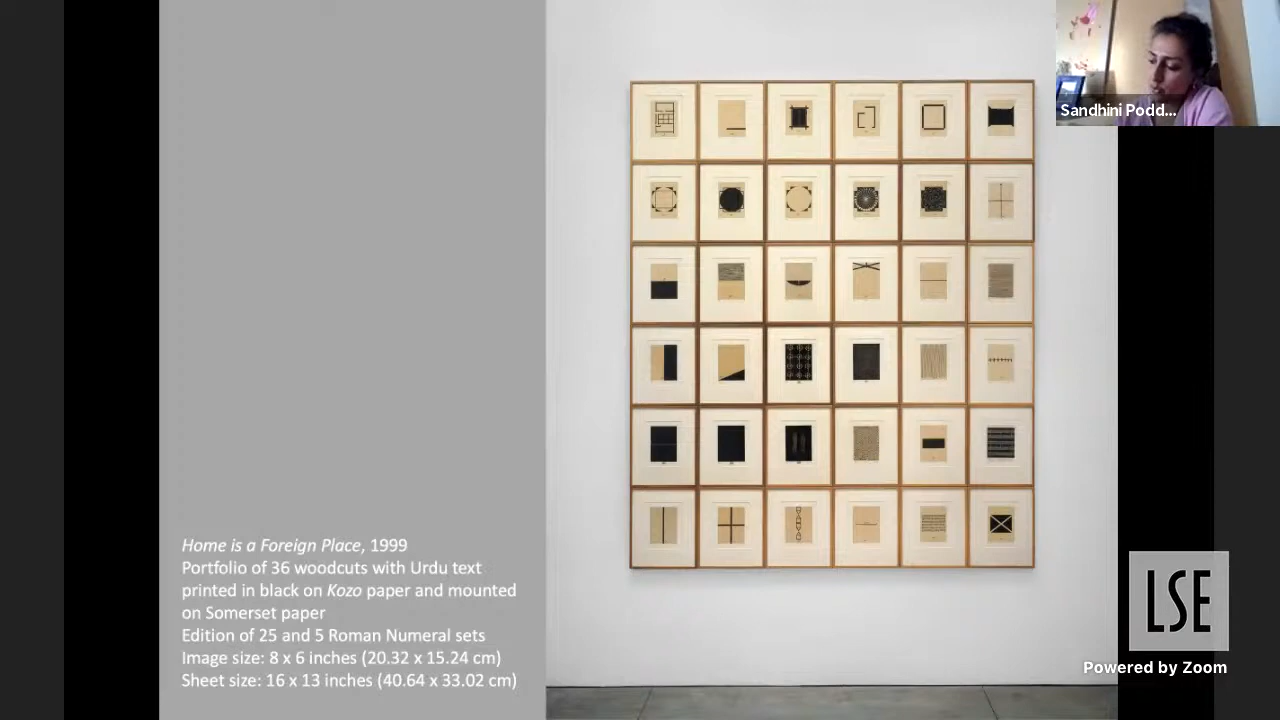 Sandhini Podd...
Home is a Foreign Place, 1999
Portfolio of 36 woodcuts with Urdu text
printed in black on Kozo paper and mounted
on Somerset paper
Edition of 25 and 5 Roman Numeral sets
Image size: 8 x 6 inches (20.32 x 15.24 cm)
Sheet size: 16 x 13 inches (40.64 x 33.02 cm)
LSE
Powered by Zoom